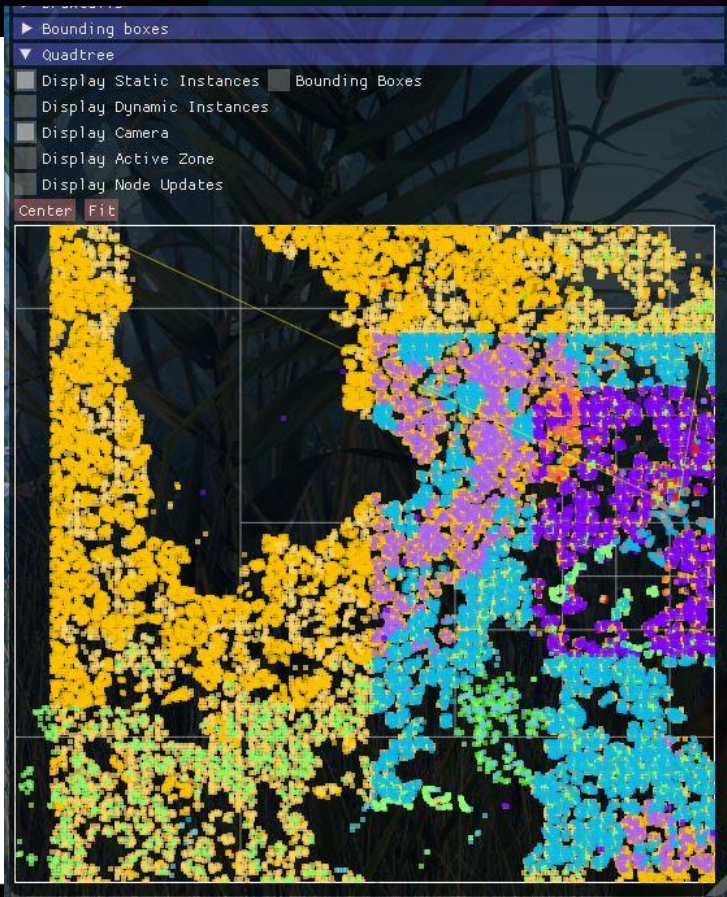 Bounding boxes
Quadtree
Display Static Instances Bounding Boxes
Display Dynamic Instances
Display Camera
Display Active Zone
Display Node Updates
Center Fit